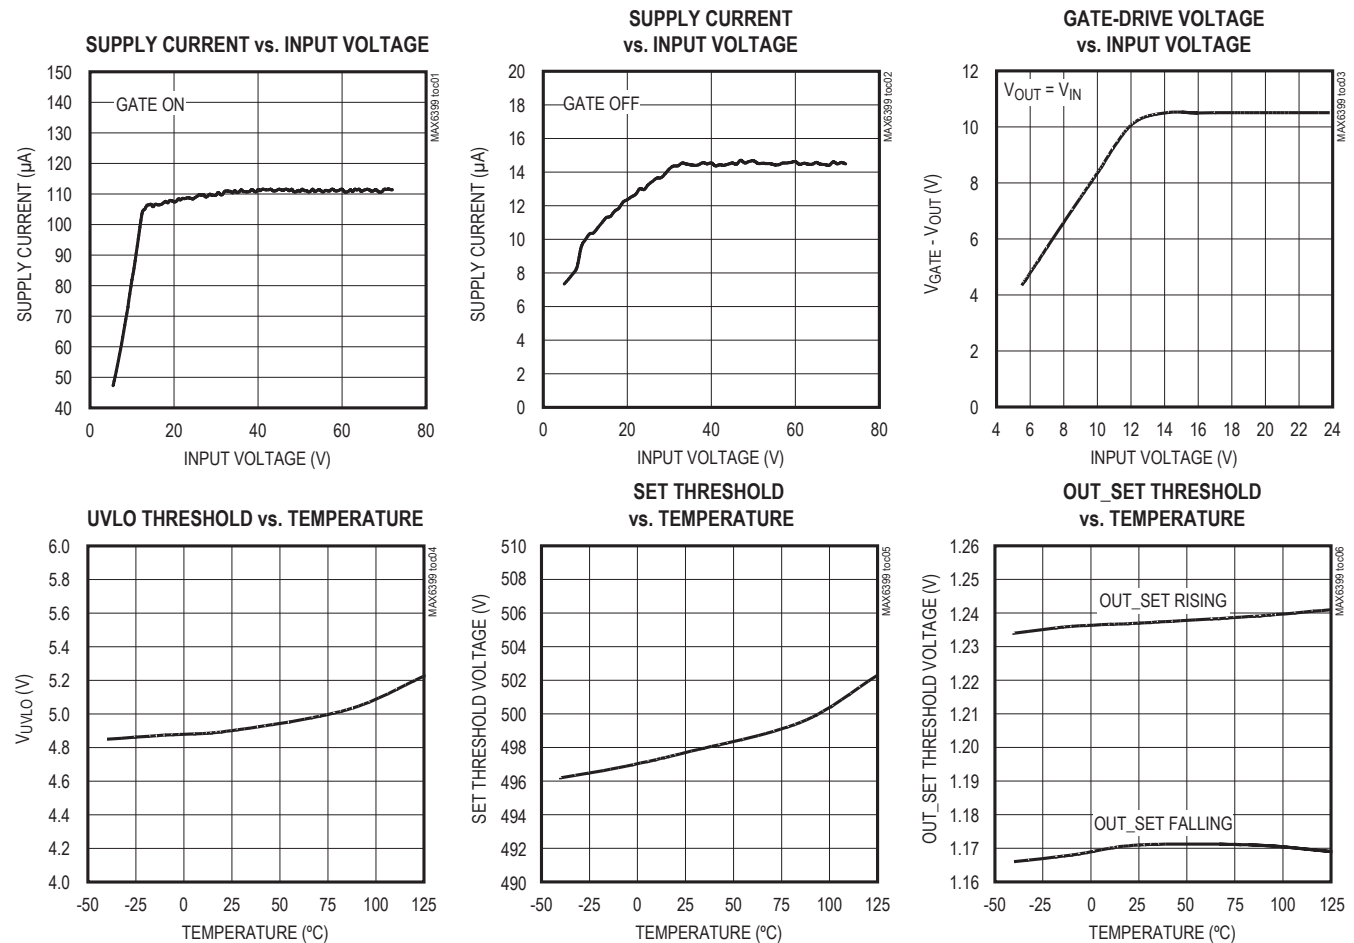 SUPPLY CURRENT vs. INPUT VOLTAGE
150
140
130
120
110
100
90
80
70
60
50
40
SUPPLY CURRENT (µA)
GATE ON
MAX6399 toc01
0 20 40 60 80
INPUT VOLTAGE (V)
SUPPLY CURRENT
vs. INPUT VOLTAGE
20
18
16
14
12
10
8
6
4
2
0
SUPPLY CURRENT (µA)
GATE OFF
MAX6399 toc02
0 20 40 60 80
INPUT VOLTAGE (V)
GATE-DRIVE VOLTAGE
vs. INPUT VOLTAGE
12
10
8
6
4
2
0
VGATE - VOUT (V)
VOUT = VIN
MAX6399 toc03
4 6 8 10 12 14 16 18 20 22 24
INPUT VOLTAGE (V)
UVLO THRESHOLD vs. TEMPERATURE
6.0
5.8
5.6
5.4
5.2
5.0
4.8
4.6
4.4
4.2
4.0
VUVLO (V)
MAX6399 toc04
-50 -25 0 25 50 75 100 125
TEMPERATURE (ºC)
SET THRESHOLD
vs. TEMPERATURE
510
508
506
504
502
500
498
496
494
492
490
SET THRESHOLD VOLTAGE (V)
MAX6399 toc05
-50 -25 0 25 50 75 100 125
TEMPERATURE (ºC)
OUT_SET THRESHOLD
vs. TEMPERATURE
1.26
1.25
1.24
1.23
1.22
1.21
1.20
1.19
1.18
1.17
1.16
OUT_SET THRESHOLD VOLTAGE (V)
OUT_SET RISING
OUT_SET FALLING
MAX6399 toc06
-50 -25 0 25 50 75 100 125
TEMPERATURE (ºC)